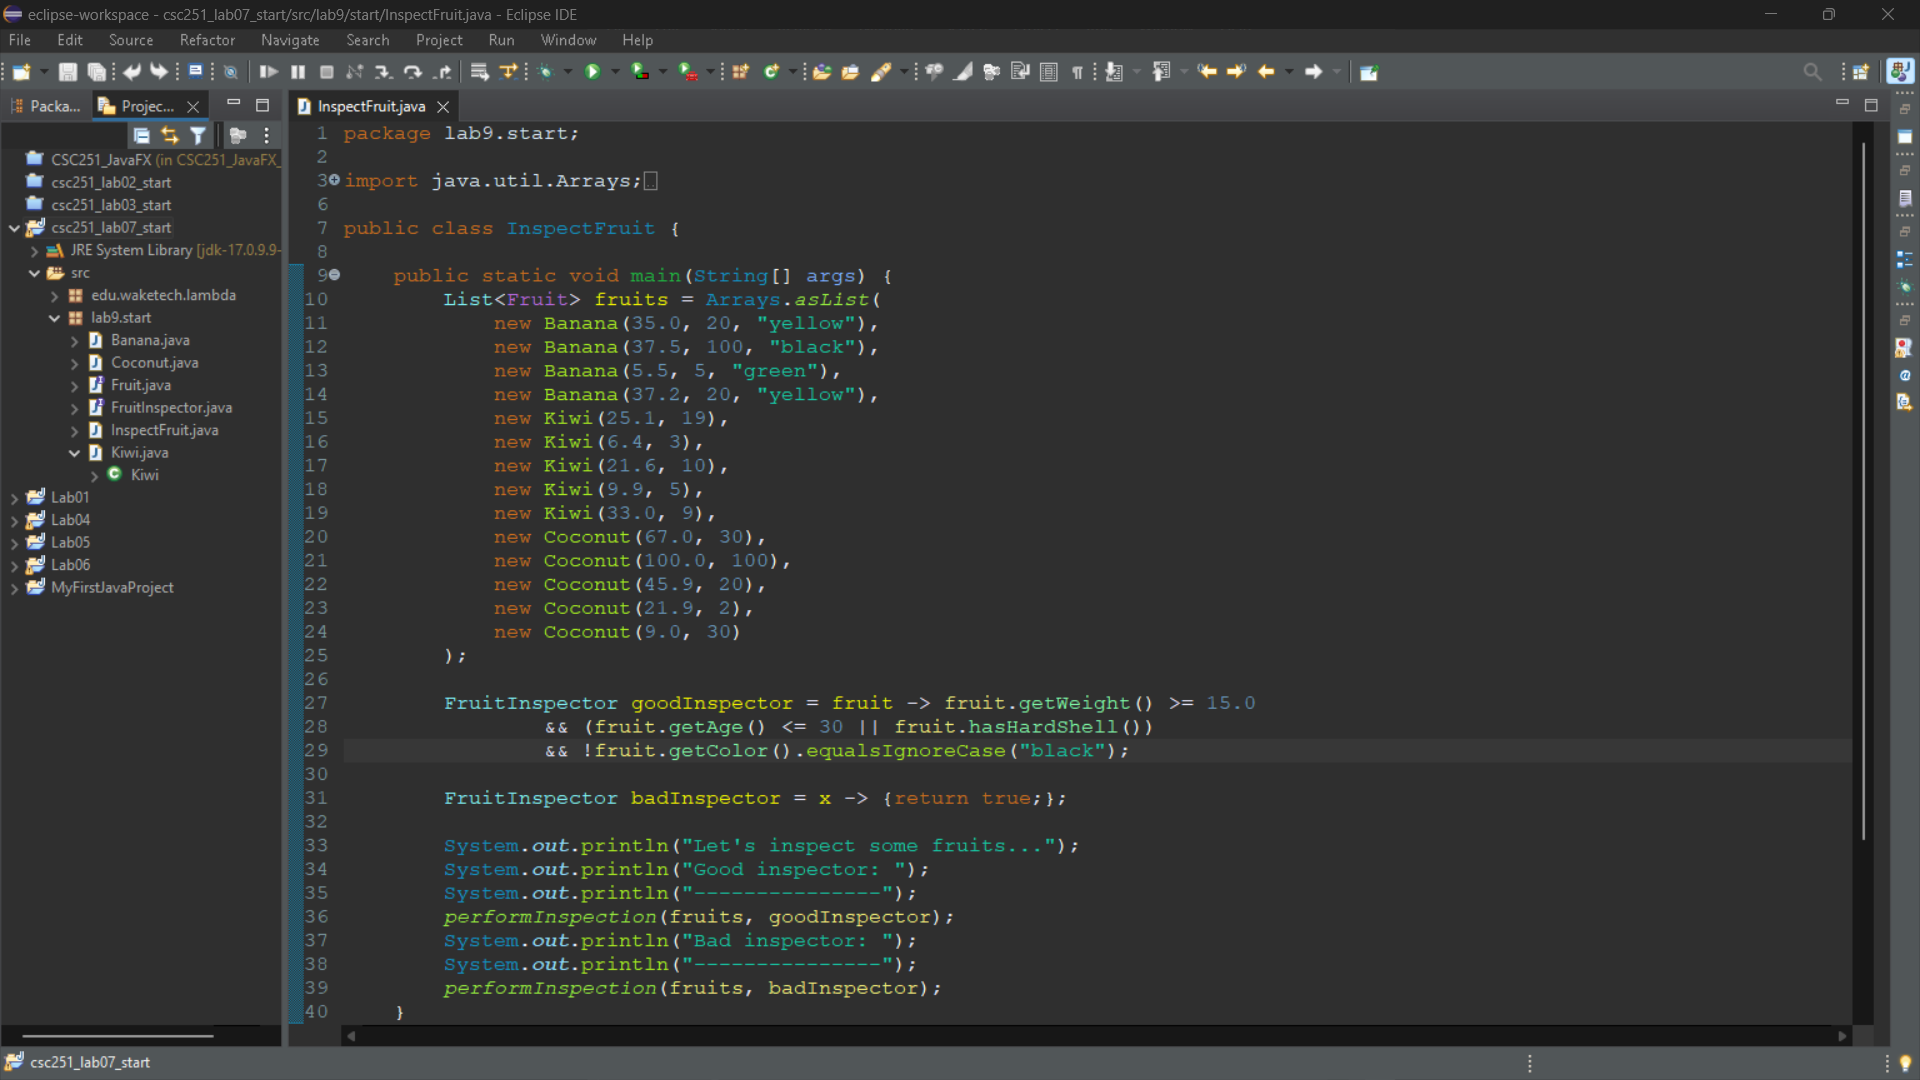 eclipse-workspace - csc251_lab07_start/src/lab9/start/InspectFruit.java - Eclipse IDE
File Edit Source Refactor Navigate Search Project Run Window Help
Packa... Projec... InspectFruit.java
CSC251_JavaFX (in CSC251_JavaFX_
csc251_lab02_start
csc251_lab03_start
csc251_lab07_start
JRE System Library [jdk-17.0.9.9-
src
edu.waketech.lambda
lab9.start
Banana.java
Coconut.java
Fruit.java
FruitInspector.java
InspectFruit.java
Kiwi.java
Kiwi
Lab01
Lab04
Lab05
Lab06
MyFirstJavaProject
1 package lab9.start;
2
3 import java.util.Arrays;
6
7 public class InspectFruit {
8
9     public static void main(String[] args) {
10         List<Fruit> fruits = Arrays.asList(
11             new Banana(35.0, 20, "yellow"),
12             new Banana(37.5, 100, "black"),
13             new Banana(5.5, 5, "green"),
14             new Banana(37.2, 20, "yellow"),
15             new Kiwi(25.1, 19),
16             new Kiwi(6.4, 3),
17             new Kiwi(21.6, 10),
18             new Kiwi(9.9, 5),
19             new Kiwi(33.0, 9),
20             new Coconut(67.0, 30),
21             new Coconut(100.0, 100),
22             new Coconut(45.9, 20),
23             new Coconut(21.9, 2),
24             new Coconut(9.0, 30)
25         );
26
27         FruitInspector goodInspector = fruit -> fruit.getWeight() >= 15.0
28                 && (fruit.getAge() <= 30 || fruit.hasHardShell())
29                 && !fruit.getColor().equalsIgnoreCase("black");
30
31         FruitInspector badInspector = x -> {return true;};
32
33         System.out.println("Let's inspect some fruits...");
34         System.out.println("Good inspector: ");
35         System.out.println("---------------");
36         performInspection(fruits, goodInspector);
37         System.out.println("Bad inspector: ");
38         System.out.println("---------------");
39         performInspection(fruits, badInspector);
40     }
csc251_lab07_start